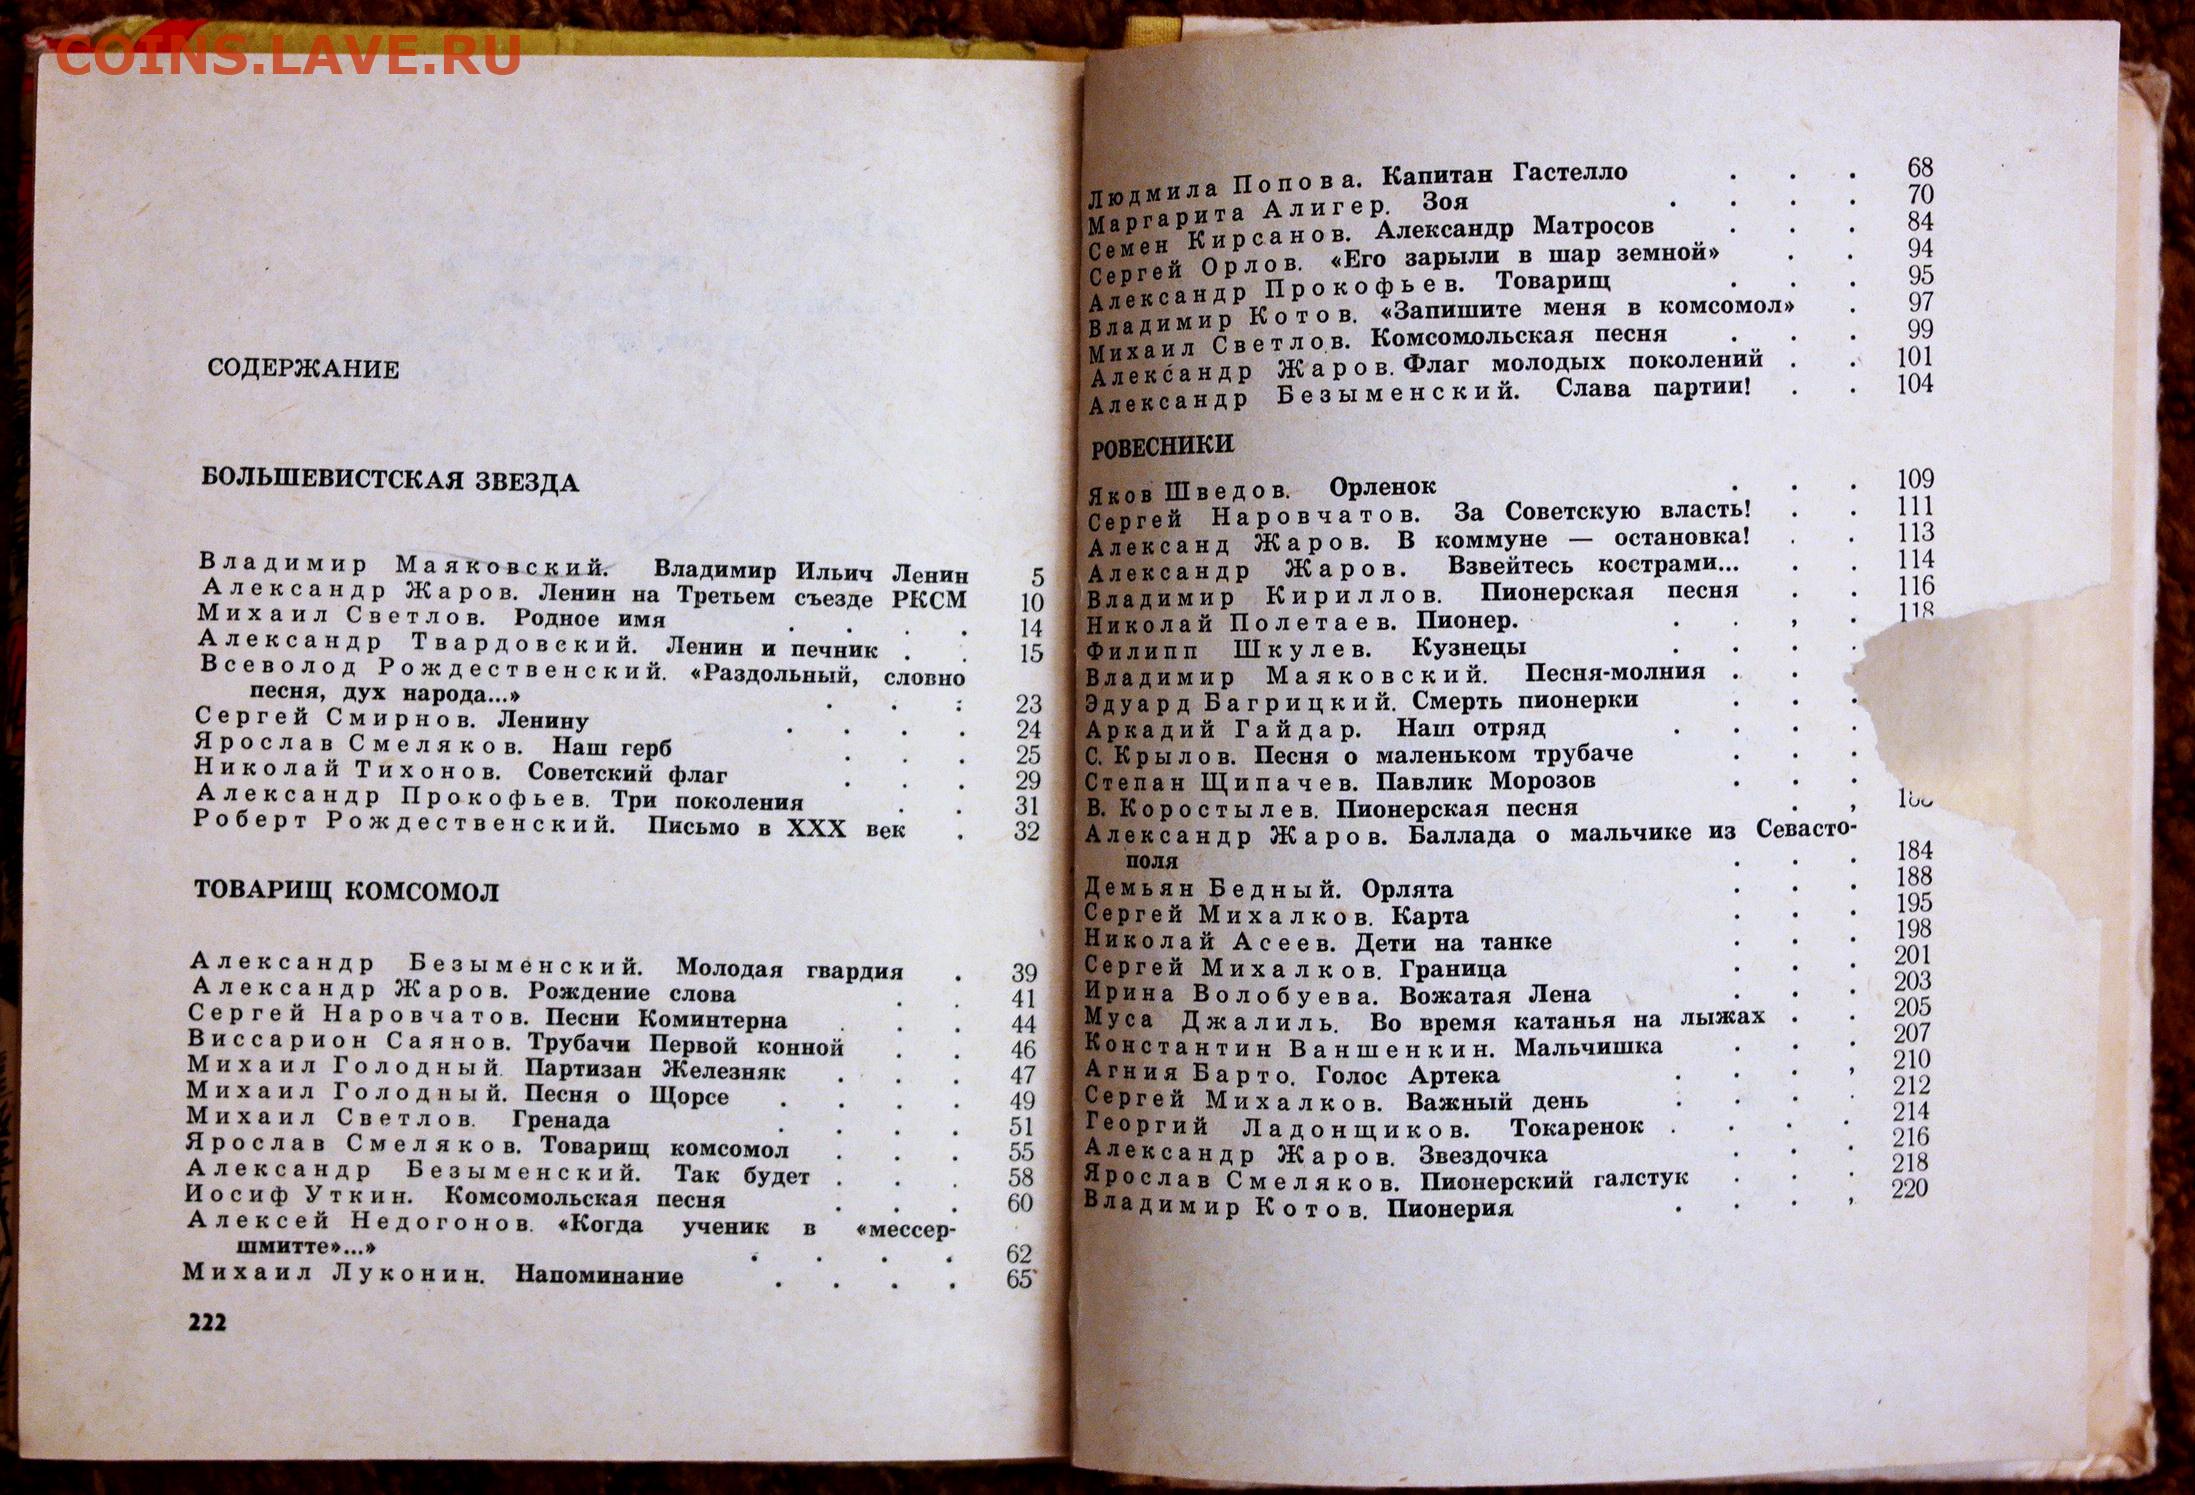 COINS.LAVE.RU
СОДЕРЖАНИЕ
БОЛЬШЕВИСТСКАЯ ЗВЕЗДА
Владимир Маяковский. Владимир Ильич Ленин 5
Александр Жаров. Ленин на Третьем съезде РКСМ 10
Михаил Светлов. Родное имя . . . . 14
Александр Твардовский. Ленин и печник . . 15
Всеволод Рождественский. «Раздольный, словно
песня, дух народа...» . . . 23
Сергей Смирнов. Ленину . . . . 24
Ярослав Смеляков. Наш герб . . . 25
Николай Тихонов. Советский флаг . . . 29
Александр Прокофьев. Три поколения . . 31
Роберт Рождественский. Письмо в XXX век . 32
ТОВАРИЩ КОМСОМОЛ
Александр Безыменский. Молодая гвардия . 39
Александр Жаров. Рождение слова . . 41
Сергей Наровчатов. Песни Коминтерна . . . 44
Виссарион Саянов. Трубачи Первой конной . . 46
Михаил Голодный. Партизан Железняк . . . 47
Михаил Голодный. Песня о Щорсе . . . . 49
Михаил Светлов. Гренада . . . . 51
Ярослав Смеляков. Товарищ комсомол . . . 55
Александр Безыменский. Так будет . . . 58
Иосиф Уткин. Комсомольская песня . . . 60
Алексей Недогонов. «Когда ученик в «мессер-
шмитте»...» . . . . 62
Михаил Луконин. Напоминание . . . . 65
222
Людмила Попова. Капитан Гастелло . . . 68
Маргарита Алигер. Зоя . . . . 70
Семен Кирсанов. Александр Матросов . . . 84
Сергей Орлов. «Его зарыли в шар земной» . . 94
Александр Прокофьев. Товарищ . . . 95
Владимир Котов. «Запишите меня в комсомол» . 97
Михаил Светлов. Комсомольская песня . . . 99
Александр Жаров. Флаг молодых поколений . . 101
Александр Безыменский. Слава партии! . . 104
РОВЕСНИКИ
Яков Шведов. Орленок . . . 109
Сергей Наровчатов. За Советскую власть! . . 111
Александ Жаров. В коммуне — остановка! . . 113
Александр Жаров. Взвейтесь кострами... . . 114
Владимир Кириллов. Пионерская песня . . 116
Николай Полетаев. Пионер. . . , . 118
Филипп Шкулев. Кузнецы . . . .
Владимир Маяковский. Песня-молния . .
Эдуард Багрицкий. Смерть пионерки . . .
Аркадий Гайдар. Наш отряд . . . .
С. Крылов. Песня о маленьком трубаче . . .
Степан Щипачев. Павлик Морозов . . .
В. Коростылев. Пионерская песня . ,
Александр Жаров. Баллада о мальчике из Севасто-
поля . . . 184
Демьян Бедный. Орлята . . . 188
Сергей Михалков. Карта . . . 195
Николай Асеев. Дети на танке . . . 198
Сергей Михалков. Граница . . . 201
Ирина Волобуева. Вожатая Лена . . . 203
Муса Джалиль. Во время катанья на лыжах . . 205
Константин Ваншенкин. Мальчишка . . . 207
Агния Барто. Голос Артека . . . , 210
Сергей Михалков. Важный день . . . . 212
Георгий Ладонщиков. Токаренок . . . . 214
Александр Жаров. Звездочка . . . 216
Ярослав Смеляков. Пионерский галстук . . . 218
Владимир Котов. Пионерия . . . , 220